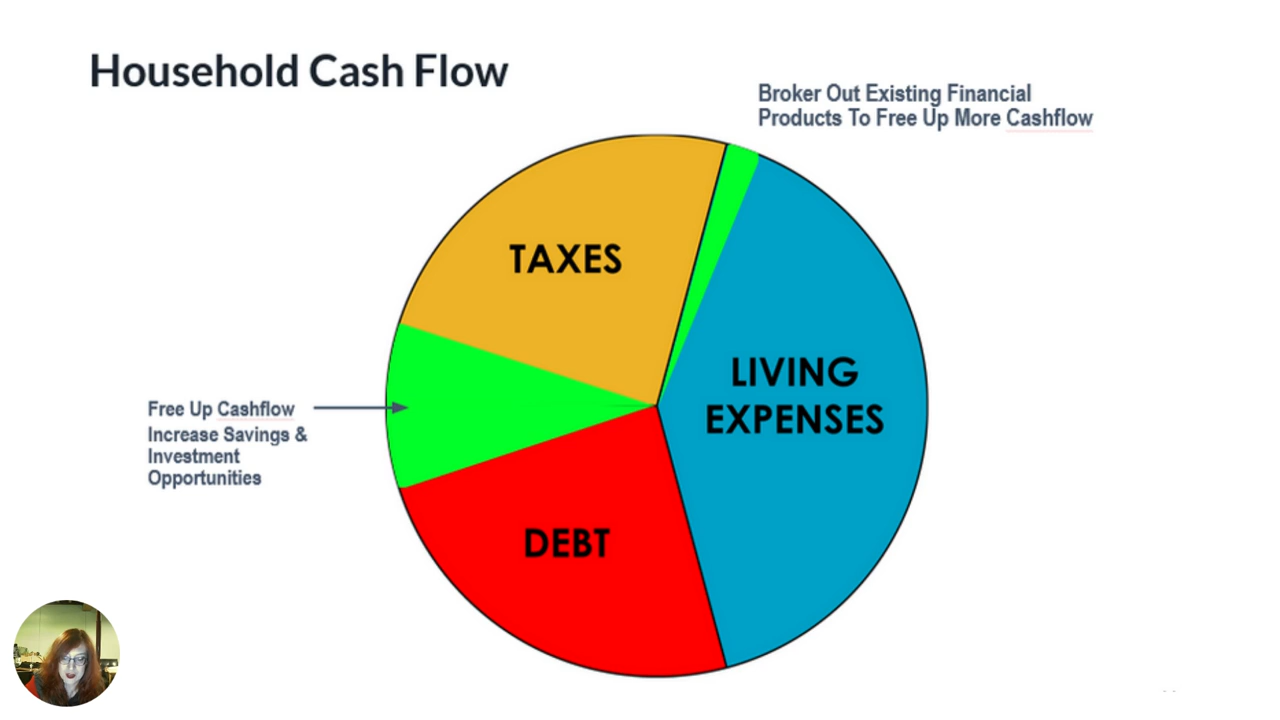 Household Cash Flow
Broker Out Existing Financial
Products To Free Up More Cashflow
TAXES
LIVING
EXPENSES
Free Up Cashflow
Increase Savings &
Investment
Opportunities
DEBT